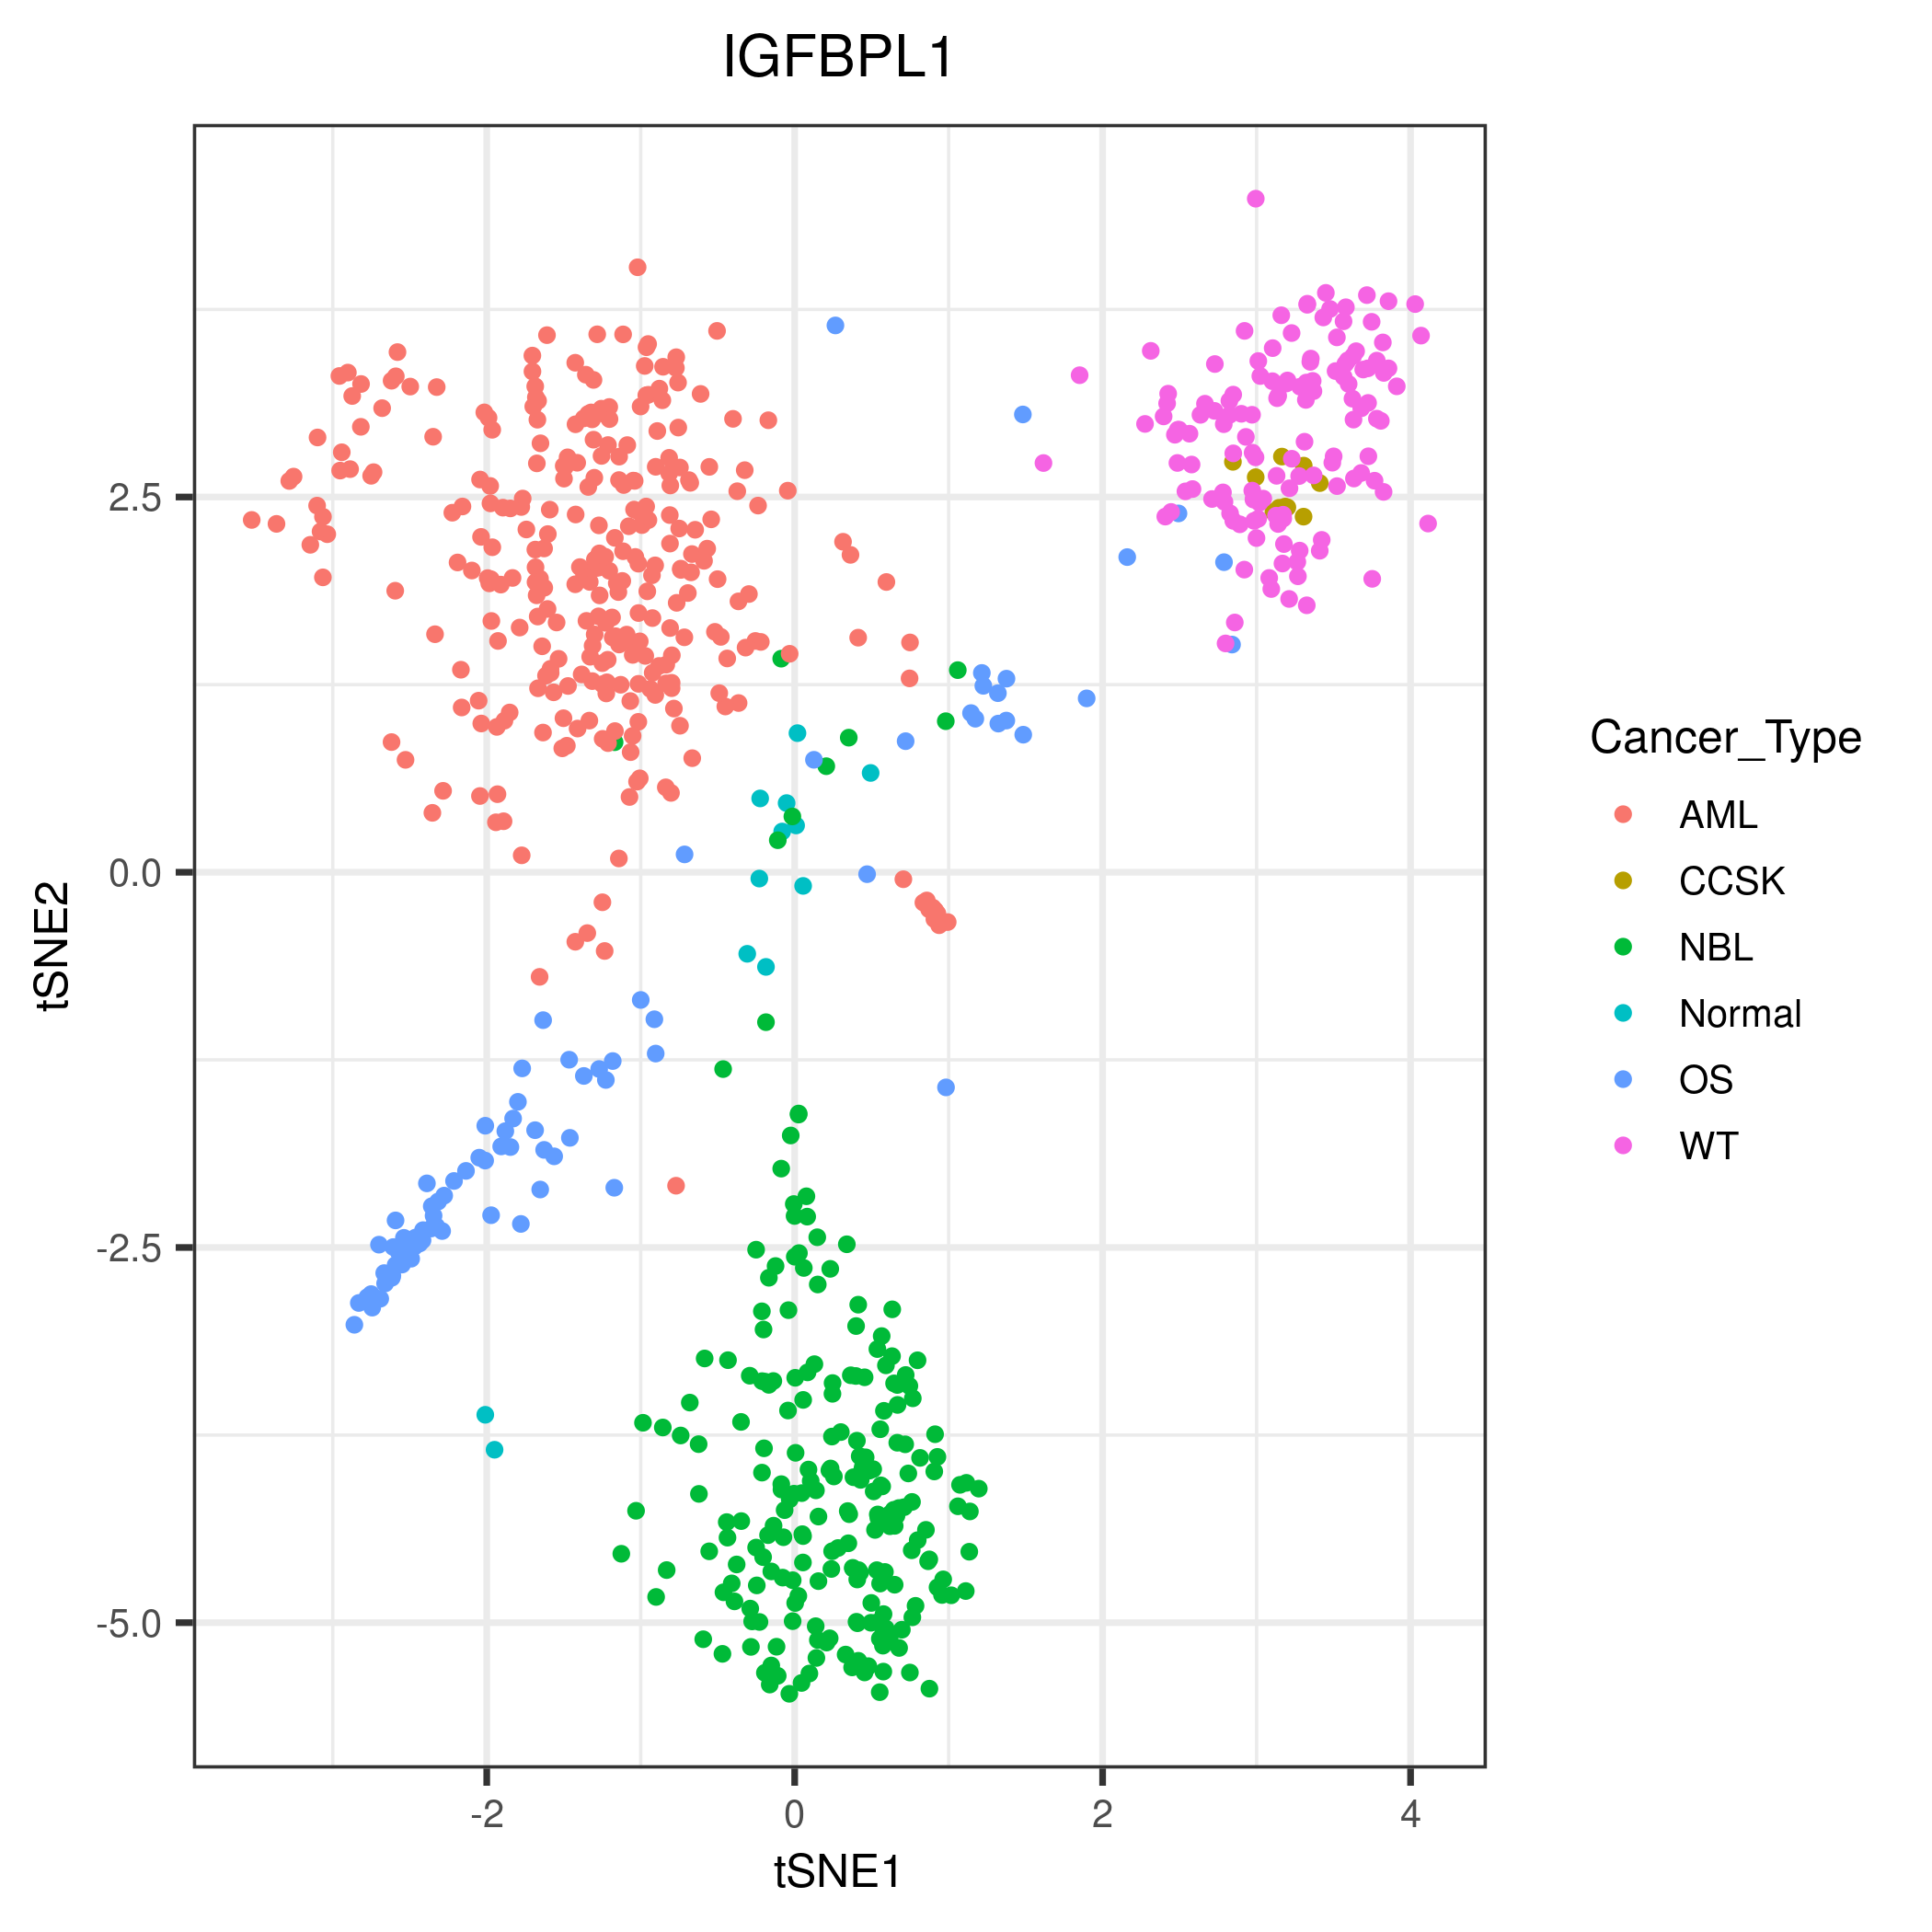 IGFBPL1
tSNE2
2.5
0.0
-2.5
-5.0
-2
0
2
4
tSNE1
Cancer_Type
AML
CCSK
NBL
Normal
OS
WT